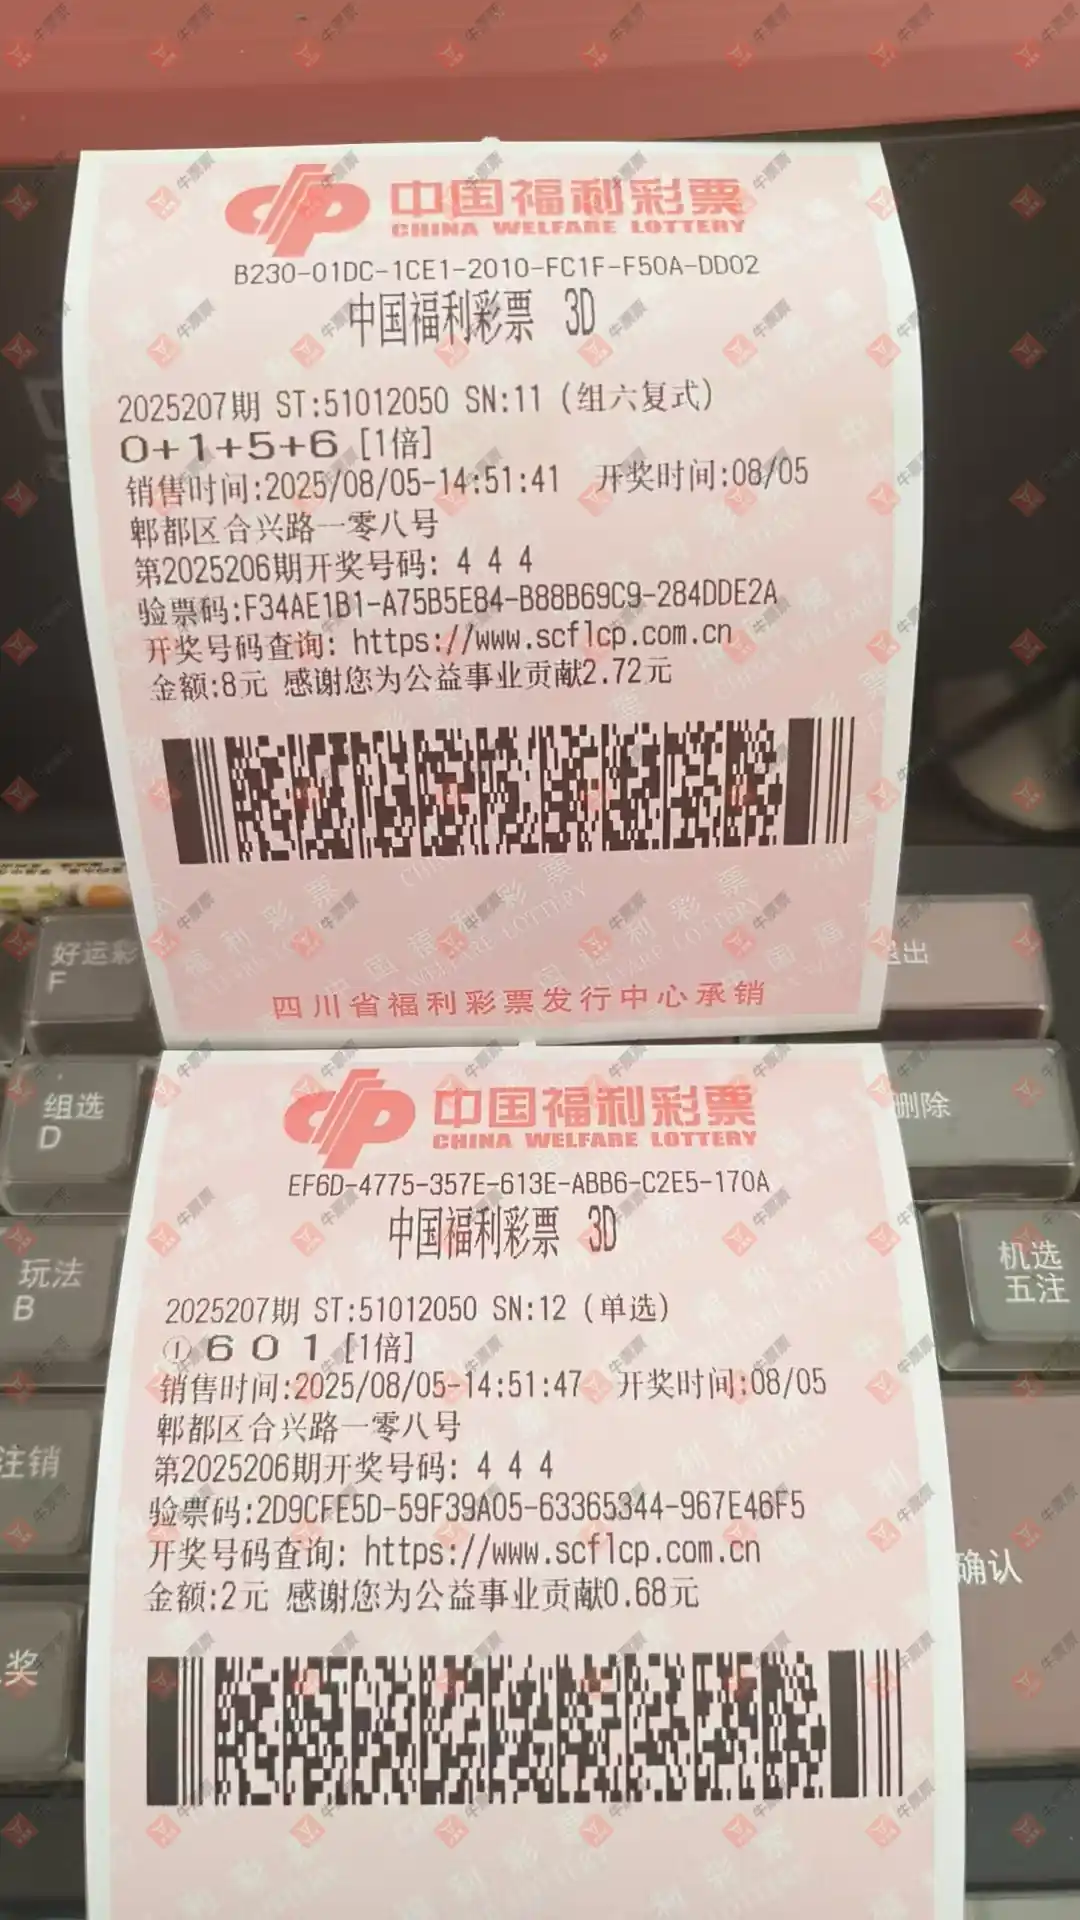 中国福利彩票
CHINA WELFARE LOTTERY
B230-01DC-1CE1-2010-FC1F-F50A-DD02
中国福利彩票 3D
2025207期 ST:51012050 SN:11 (组六复式)
0+1+5+6 [1倍]
销售时间:2025/08/05-14:51:41 开奖时间:08/05
郫都区合兴路一零八号
第2025206期开奖号码: 4 4 4
验票码:F34AE1B1-A75B5E84-B88B69C9-284DDE2A
开奖号码查询: https://www.scflcp.com.cn
金额:8元 感谢您为公益事业贡献2.72元
四川省福利彩票发行中心承销
中国福利彩票
CHINA WELFARE LOTTERY
EF6D-4775-357E-613E-ABB6-C2E5-170A
中国福利彩票 3D
2025207期 ST:51012050 SN:12 (单选)
① 6 0 1 [1倍]
销售时间:2025/08/05-14:51:47 开奖时间:08/05
郫都区合兴路一零八号
第2025206期开奖号码: 4 4 4
验票码:2D9CFE5D-59F39A05-63365344-967E46F5
开奖号码查询: https://www.scflcp.com.cn
金额:2元 感谢您为公益事业贡献0.68元
好运彩
F
组选
D
玩法
B
注销
奖
退出
删除
机选
五注
确认
牛票票